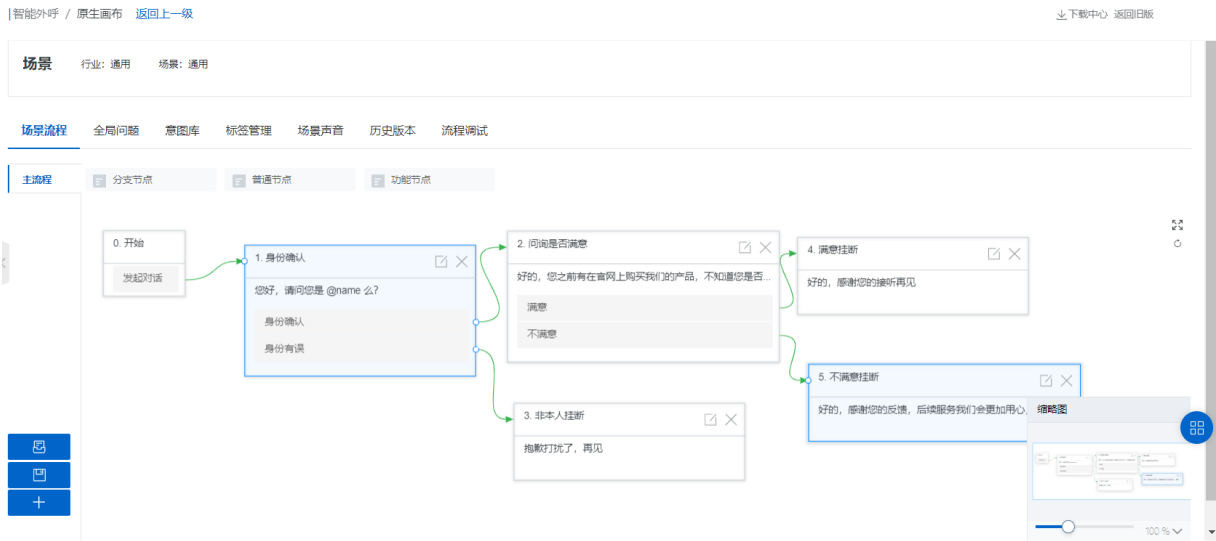 智能外呼 / 原生画布 返回上一级 下载中心 返回旧版
场景 行业：通用 场景：通用
场景流程 全局问题 意图库 标签管理 场景声音 历史版本 流程调试
主流程 分支节点 普通节点 功能节点
0. 开始
发起对话
1. 身份确认
您好，请问您是 @name 么？
身份确认
身份有误
2. 问询是否满意
好的，您之前有在官网上购买我们的产品，不知道您是否...
满意
不满意
3. 非本人挂断
抱歉打扰了，再见
4. 满意挂断
好的，感谢您的接听再见
5. 不满意挂断
好的，感谢您的反馈，后续服务我们会更加用心
缩略图
100 %